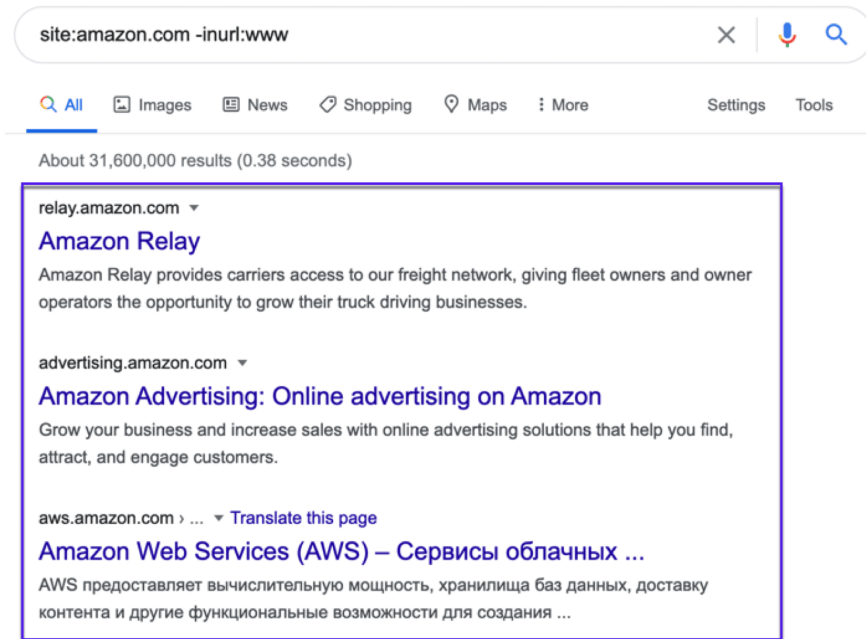 site:amazon.com -inurl:www
All Images News Shopping Maps More Settings Tools
About 31,600,000 results (0.38 seconds)
relay.amazon.com
Amazon Relay
Amazon Relay provides carriers access to our freight network, giving fleet owners and owner
operators the opportunity to grow their truck driving businesses.
advertising.amazon.com
Amazon Advertising: Online advertising on Amazon
Grow your business and increase sales with online advertising solutions that help you find,
attract, and engage customers.
aws.amazon.com › ... Translate this page
Amazon Web Services (AWS) – Сервисы облачных ...
AWS предоставляет вычислительную мощность, хранилища баз данных, доставку
контента и другие функциональные возможности для создания ...